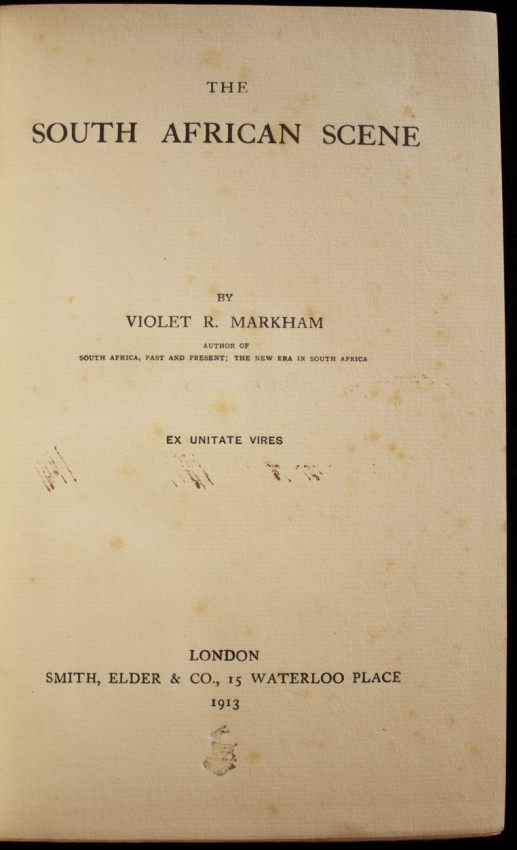 THE
SOUTH AFRICAN SCENE
BY
VIOLET R. MARKHAM
AUTHOR OF
SOUTH AFRICA, PAST AND PRESENT; THE NEW ERA IN SOUTH AFRICA
EX UNITATE VIRES
LONDON
SMITH, ELDER & CO., 15 WATERLOO PLACE
1913